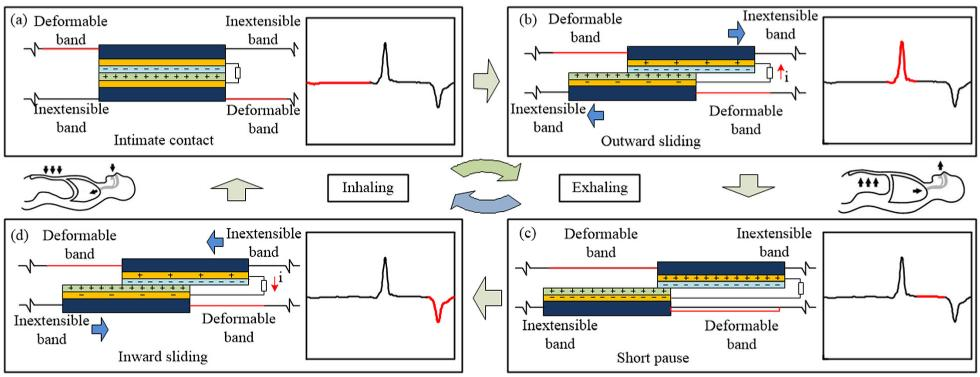 (a)
Deformable
band
Inextensible
band
Inextensible
band
Deformable
band
Intimate contact
(b)
Inextensible
band
i
Inextensible
band
Deformable
band
Outward sliding
Inhaling
Exhaling
(d)
Deformable
band
Inextensible
band
i
Inextensible
band
Deformable
band
Inward sliding
(c)
Deformable
band
Inextensible
band
Inextensible
band
Deformable
band
Short pause